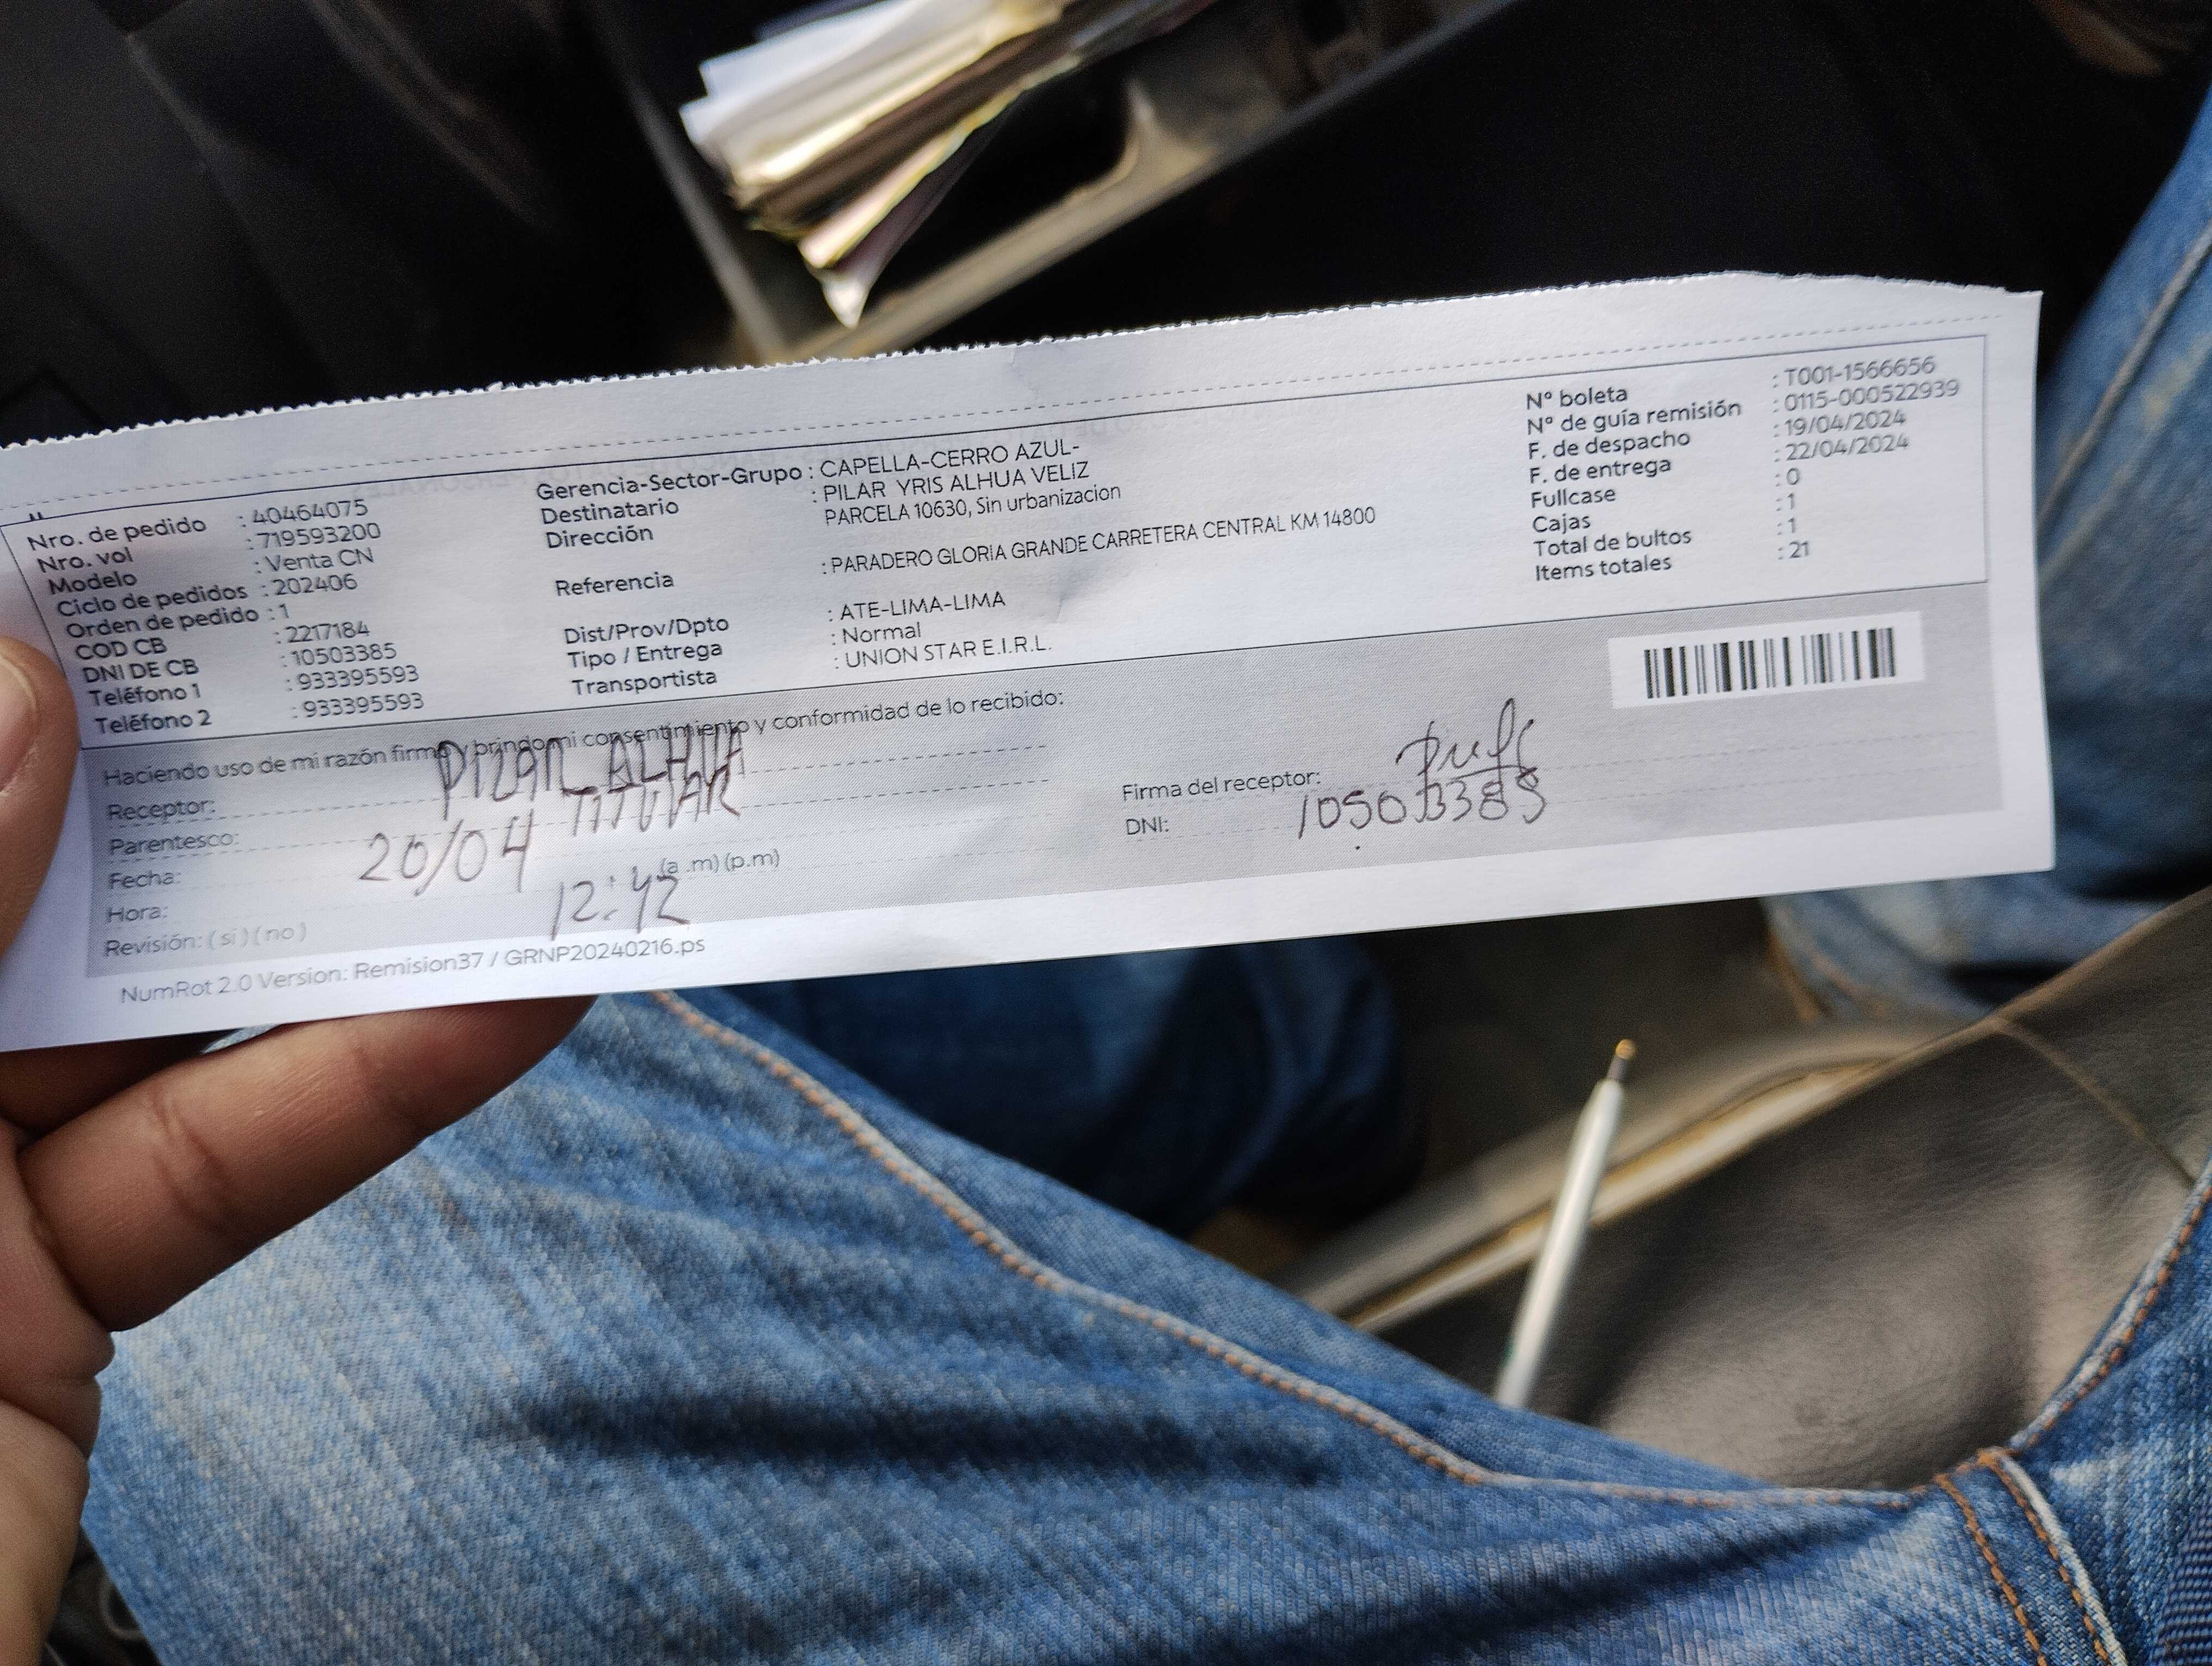 Nro. de pedido : 40464075
Nro. vol : 719593200
Modelo : Venta CN
Ciclo de pedidos : 202406
Orden de pedido : 1
COD CB : 2217184
DNI DE CB : 10503385
Teléfono 1 : 933395593
Teléfono 2 : 933395593
Gerencia-Sector-Grupo : CAPELLA-CERRO AZUL-
Destinatario : PILAR YRIS ALHUA VELIZ
Dirección PARCELA 10630, Sin urbanizacion
Referencia : PARADERO GLORIA GRANDE CARRETERA CENTRAL KM 14800
Dist/Prov/Dpto : ATE-LIMA-LIMA
Tipo / Entrega : Normal
Transportista : UNION STAR E.I.R.L.
Nº boleta : T001-1566656
Nº de guía remisión : 0115-000522939
F. de despacho : 19/04/2024
F. de entrega : 22/04/2024
Fullcase : 0
Cajas : 1
Total de bultos : 1
Items totales : 21
Haciendo uso de mi razón firmo y brindo mi consentimiento y conformidad de lo recibido:
Receptor: PILAR ALHUA
Parentesco: TITULAR
Fecha: 20/04
Hora: 12:42 (a .m) (p.m)
Revisión: ( si ) ( no )
Firma del receptor:
DNI: 10503385
NumRot 2.0 Version: Remision37 / GRNP20240216.ps